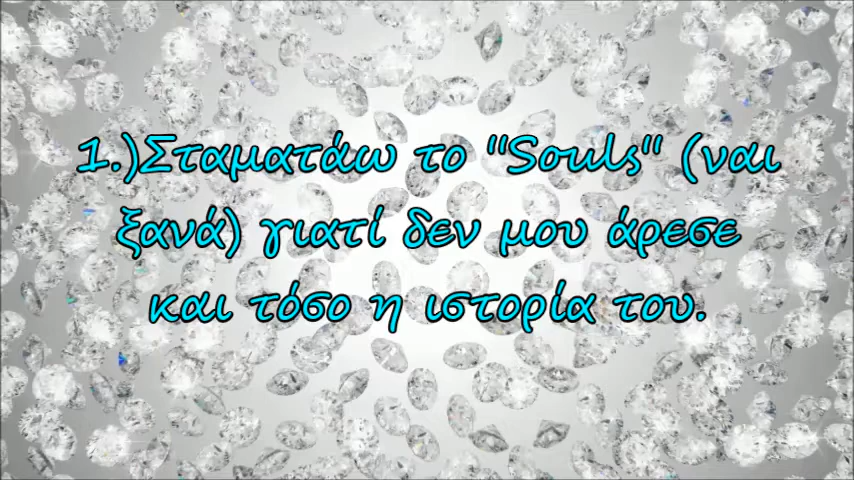 1.)Σταματάω το "Souls" (ναι
ξανά) γιατί δεν μου άρεσε
και τόσο η ιστορία του.